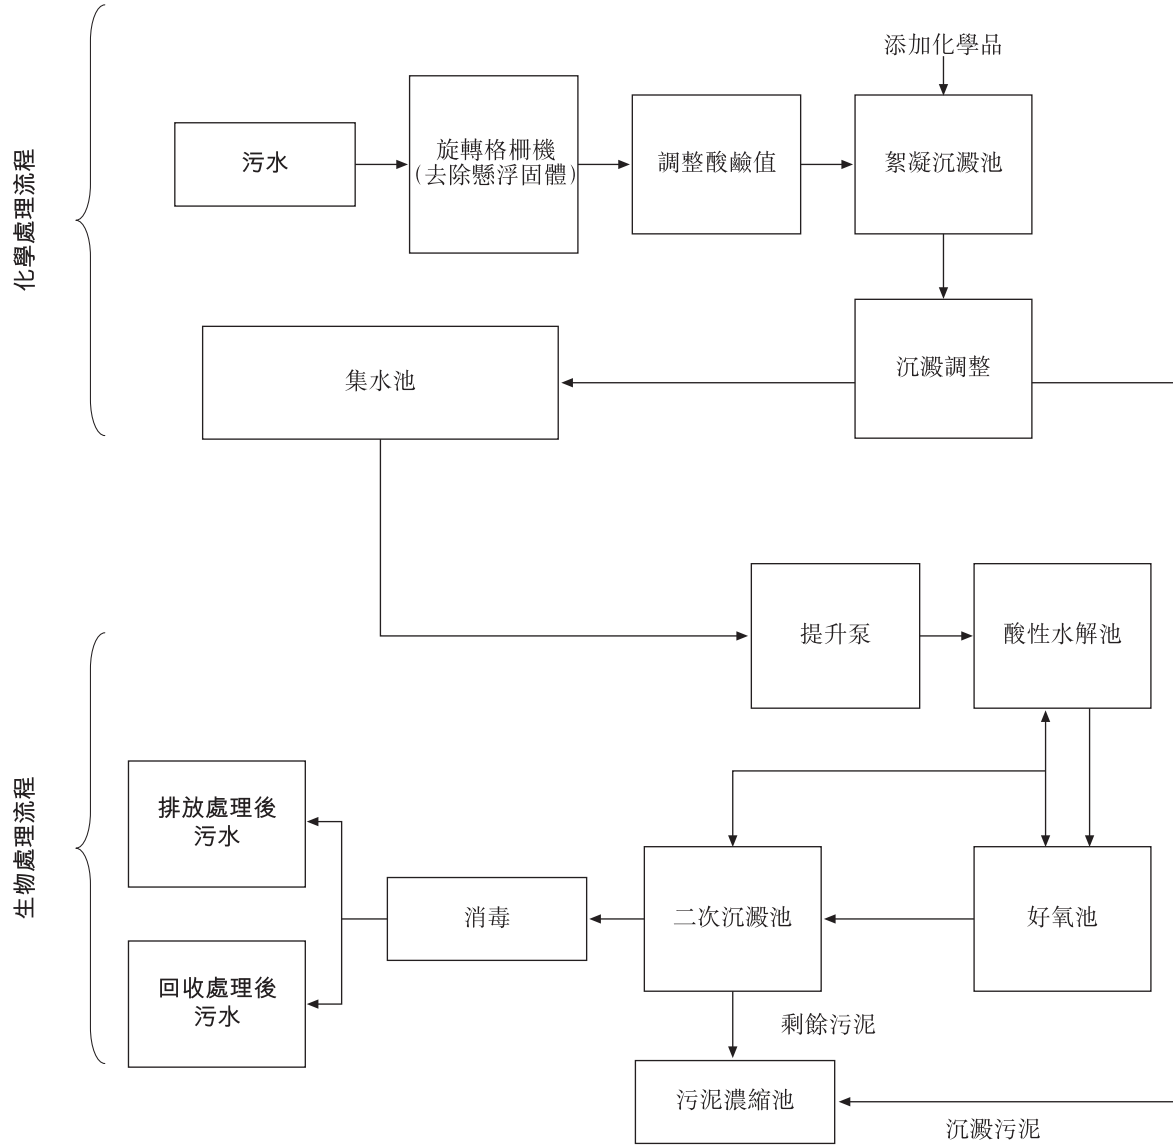 化學處理流程
添加化學品
污水
旋轉格柵機
(去除懸浮固體)
調整酸鹼值
絮凝沉澱池
集水池
沉澱調整
生物處理流程
提升泵
酸性水解池
排放處理後
污水
回收處理後
污水
消毒
二次沉澱池
好氧池
剩餘污泥
污泥濃縮池
沉澱污泥